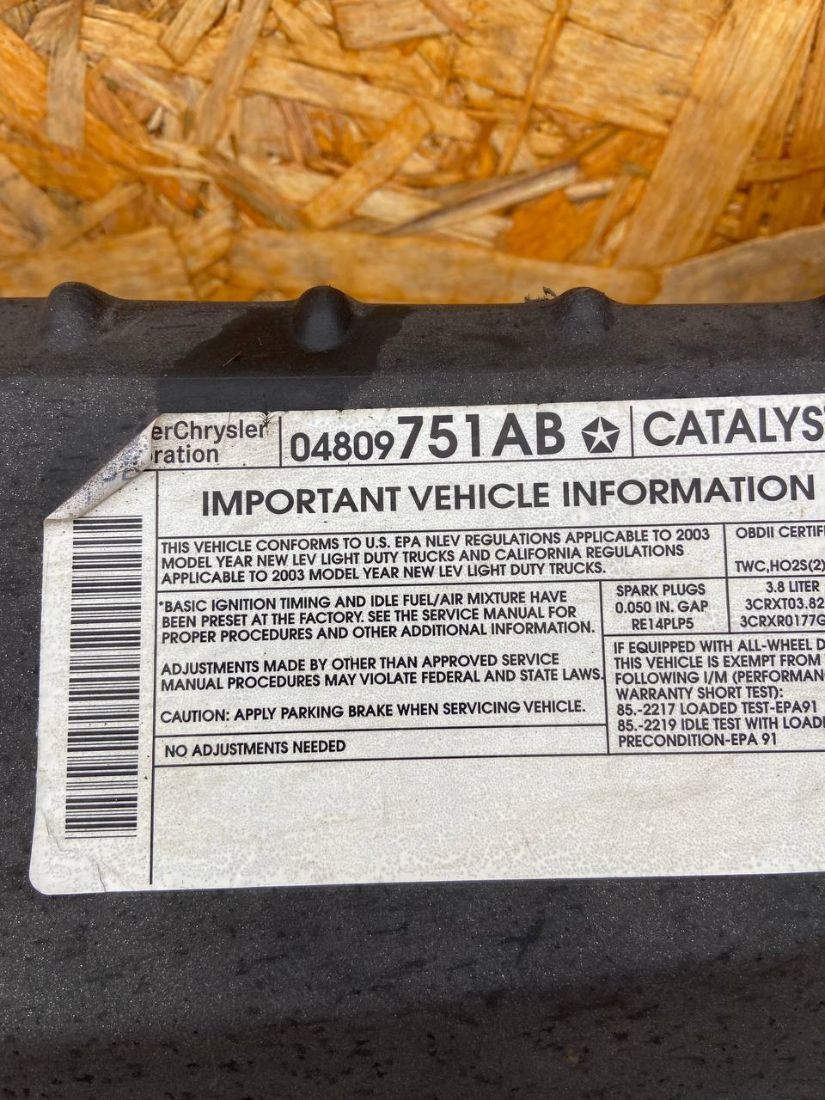 erChrysler
ration
04809751AB
CATALYS
IMPORTANT VEHICLE INFORMATION
THIS VEHICLE CONFORMS TO U.S. EPA NLEV REGULATIONS APPLICABLE TO 2003
MODEL YEAR NEW LEV LIGHT DUTY TRUCKS AND CALIFORNIA REGULATIONS
APPLICABLE TO 2003 MODEL YEAR NEW LEV LIGHT DUTY TRUCKS.
OBDII CERTIFI
TWC,HO2S(2)
*BASIC IGNITION TIMING AND IDLE FUEL/AIR MIXTURE HAVE
BEEN PRESET AT THE FACTORY. SEE THE SERVICE MANUAL FOR
PROPER PROCEDURES AND OTHER ADDITIONAL INFORMATION.
ADJUSTMENTS MADE BY OTHER THAN APPROVED SERVICE
MANUAL PROCEDURES MAY VIOLATE FEDERAL AND STATE LAWS.
CAUTION: APPLY PARKING BRAKE WHEN SERVICING VEHICLE.
SPARK PLUGS
0.050 IN. GAP
RE14PLP5
3.8 LITER
3CRXT03.82
3CRXR0177G
IF EQUIPPED WITH ALL-WHEEL D
THIS VEHICLE IS EXEMPT FROM
FOLLOWING I/M (PERFORMAN
WARRANTY SHORT TEST):
85.-2217 LOADED TEST-EPA91
85.-2219 IDLE TEST WITH LOADE
PRECONDITION-EPA 91
NO ADJUSTMENTS NEEDED